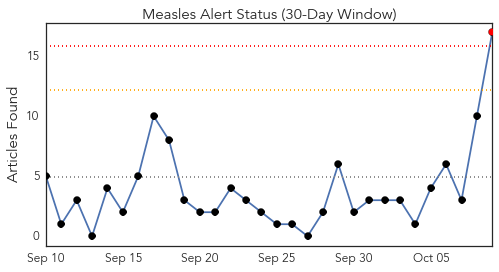 Measles Alert Status (30-Day Window)
Articles Found
15
10
5
0
Sep 10 Sep 15 Sep 20 Sep 25 Sep 30 Oct 05